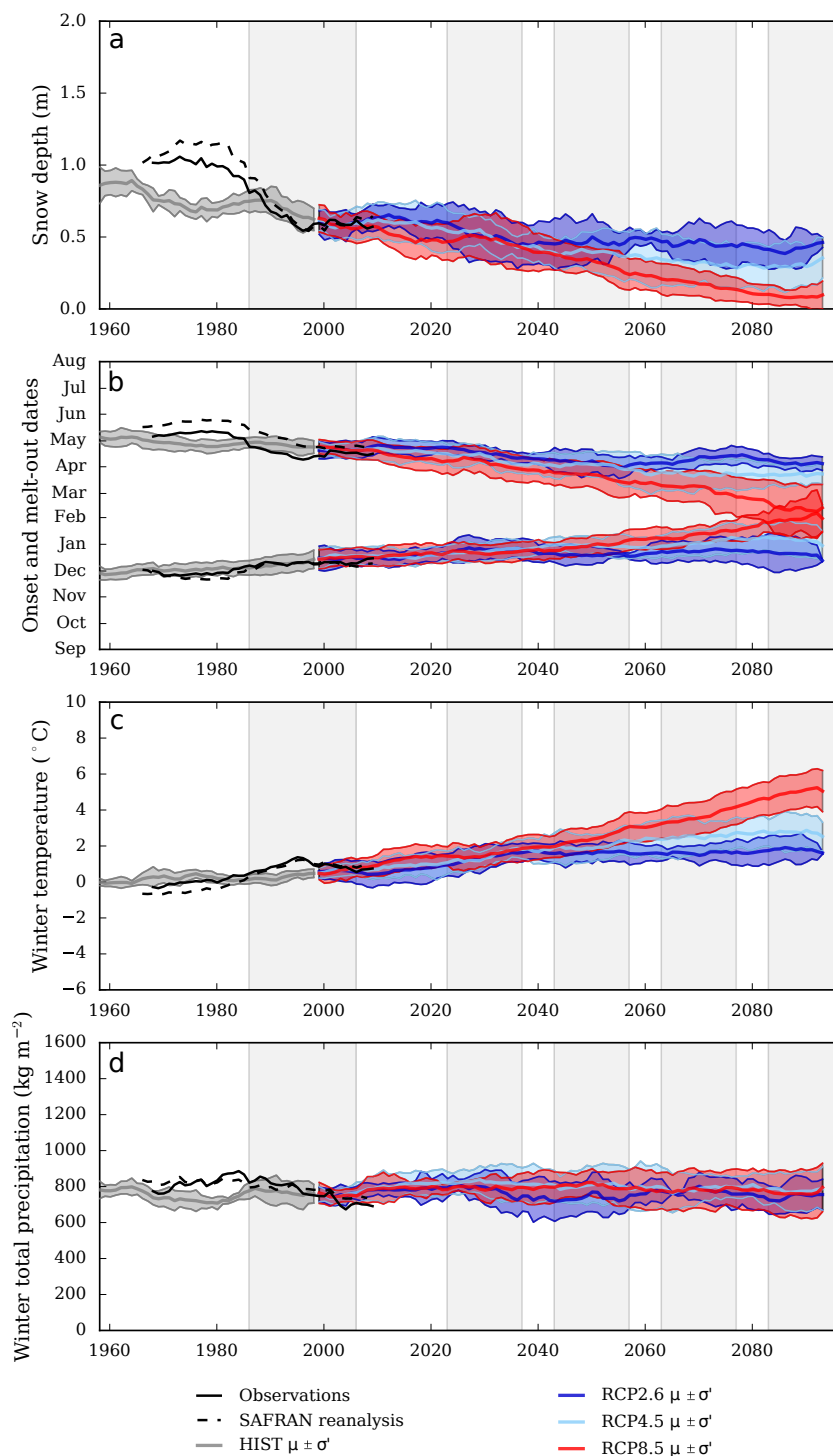 a
Snow depth (m)
2.0
1.5
1.0
0.5
0.0
1960 1980 2000 2020 2040 2060 2080
b
Onset and melt-out dates
Aug
Jul
Jun
May
Apr
Mar
Feb
Jan
Dec
Nov
Oct
Sep
1960 1980 2000 2020 2040 2060 2080
c
Winter temperature (°C)
10
8
6
4
2
0
−2
−4
−6
1960 1980 2000 2020 2040 2060 2080
d
Winter total precipitation (kg m⁻²)
1600
1400
1200
1000
800
600
400
200
0
1960 1980 2000 2020 2040 2060 2080
Observations
SAFRAN reanalysis
HIST μ ± σ'
RCP2.6 μ ± σ'
RCP4.5 μ ± σ'
RCP8.5 μ ± σ'